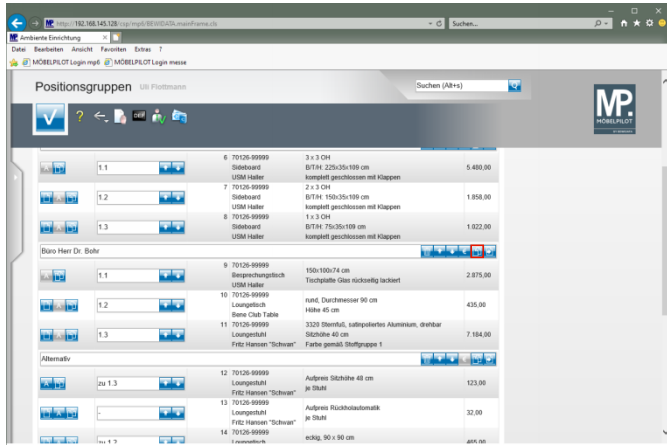 http://192.168.145.128/csp/mp6/BEWIDATA.mainFrame.cls
Suchen...
Ambiente Einrichtung
Datei Bearbeiten Ansicht Favoriten Extras ?
MÖBELPILOT Login mp6 MÖBELPILOT Login messe
Positionsgruppen Uli Flottmann
Suchen (Alt+s)
MP.
MÖBELPILOT
6 70126-99999 3 x 3 OH
1.1 Sideboard B/T/H: 225x35x109 cm 5.480,00
USM Haller komplett geschlossen mit Klappen
7 70126-99999 2 x 3 OH
1.2 Sideboard B/T/H: 150x35x109 cm 1.858,00
USM Haller komplett geschlossen mit Klappen
8 70126-99999 1 x 3 OH
1.3 Sideboard B/T/H: 75x35x109 cm 1.022,00
USM Haller komplett geschlossen mit Klappen
Büro Herr Dr. Bohr
9 70126-99999 150x100x74 cm
1.1 Besprechungstisch Tischplatte Glas rückseitig lackiert 2.875,00
USM Haller
10 70126-99999 rund, Durchmesser 90 cm
1.2 Loungetisch Höhe 45 cm 435,00
Bene Club Table
11 70126-99999 3320 Sternfuß, satinpoliertes Aluminium, drehbar
1.3 Loungestuhl Sitzhöhe 40 cm 7.184,00
Fritz Hansen "Schwan" Farbe gemäß Stoffgruppe 1
Alternativ
12 70126-99999 Aufpreis Sitzhöhe 48 cm
zu 1.3 Loungestuhl je Stuhl 123,00
Fritz Hansen "Schwan"
13 70126-99999 Aufpreis Rückholautomatik
- Loungestuhl je Stuhl 32,00
Fritz Hansen "Schwan"
14 70126-99999 eckig, 90 x 90 cm
zu 1.2 Loungetisch 465,00